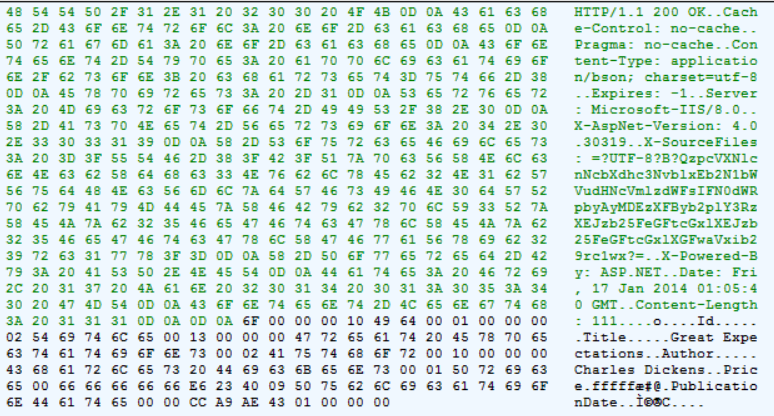 48 54 54 50 2F 31 2E 31 20 32 30 30 20 4F 4B 0D 0A 43 61 63 68 HTTP/1.1 200 OK..Cach
65 2D 43 6F 6E 74 72 6F 6C 3A 20 6E 6F 2D 63 61 63 68 65 0D 0A e-Control: no-cache..
50 72 61 67 6D 61 3A 20 6E 6F 2D 63 61 63 68 65 0D 0A 43 6F 6E Pragma: no-cache..Con
74 65 6E 74 2D 54 79 70 65 3A 20 61 70 70 6C 69 63 61 74 69 6F tent-Type: applicatio
6E 2F 62 73 6F 6E 3B 20 63 68 61 72 73 65 74 3D 75 74 66 2D 38 n/bson; charset=utf-8
0D 0A 45 78 70 69 72 65 73 3A 20 2D 31 0D 0A 53 65 72 76 65 72 ..Expires: -1..Server
3A 20 4D 69 63 72 6F 73 6F 66 74 2D 49 49 53 2F 38 2E 30 0D 0A : Microsoft-IIS/8.0..
58 2D 41 73 70 4E 65 74 2D 56 65 72 73 69 6F 6E 3A 20 34 2E 30 X-AspNet-Version: 4.0
2E 33 30 33 31 39 0D 0A 58 2D 53 6F 75 72 63 65 46 69 6C 65 73 .30319..X-SourceFiles
3A 20 3D 3F 55 54 46 2D 38 3F 42 3F 51 7A 70 63 56 58 4E 6C 63 : =?UTF-8?B?QzpcVXNlc
6E 4E 63 62 58 64 68 63 33 4E 76 62 6C 78 45 62 32 4E 31 62 57 nNcbXdhc3NvblxEb2N1bW
56 75 64 48 4E 63 56 6D 6C 7A 64 57 46 73 49 46 4E 30 64 57 52 VudHNcVmlzdWFsIFN0dWR
70 62 79 41 79 4D 44 45 7A 58 46 42 79 62 32 70 6C 59 33 52 7A pbyAyMDEzXFByb2plY3Rz
58 45 4A 7A 62 32 35 46 65 47 46 74 63 47 78 6C 58 45 4A 7A 62 XEJzb25FeGFtcGxlXEJzb
32 35 46 65 47 46 74 63 47 78 6C 58 47 46 77 61 56 78 69 62 32 25FeGFtcGxlXGFwaVxib2
39 72 63 31 77 78 3F 3D 0D 0A 58 2D 50 6F 77 65 72 65 64 2D 42 9rc1wx?=..X-Powered-B
79 3A 20 41 53 50 2E 4E 45 54 0D 0A 44 61 74 65 3A 20 46 72 69 y: ASP.NET..Date: Fri
2C 20 31 37 20 4A 61 6E 20 32 30 31 34 20 30 31 3A 30 35 3A 34 , 17 Jan 2014 01:05:4
30 20 47 4D 54 0D 0A 43 6F 6E 74 65 6E 74 2D 4C 65 6E 67 74 68 0 GMT..Content-Length
3A 20 31 31 31 0D 0A 0D 0A 6F 00 00 00 10 49 64 00 01 00 00 00 : 111....o....Id.....
02 54 69 74 6C 65 00 13 00 00 00 47 72 65 61 74 20 45 78 70 65 .Title.....Great Expe
63 74 61 74 69 6F 6E 73 00 02 41 75 74 68 6F 72 00 10 00 00 00 ctations..Author.....
43 68 61 72 6C 65 73 20 44 69 63 6B 65 6E 73 00 01 50 72 69 63 Charles Dickens..Pric
65 00 66 66 66 66 66 E6 23 40 09 50 75 62 6C 69 63 61 74 69 6F e.fffffæ#@.Publicatio
6E 44 61 74 65 00 00 CC A9 AE 43 01 00 00 00 nDate..Ì©®C....